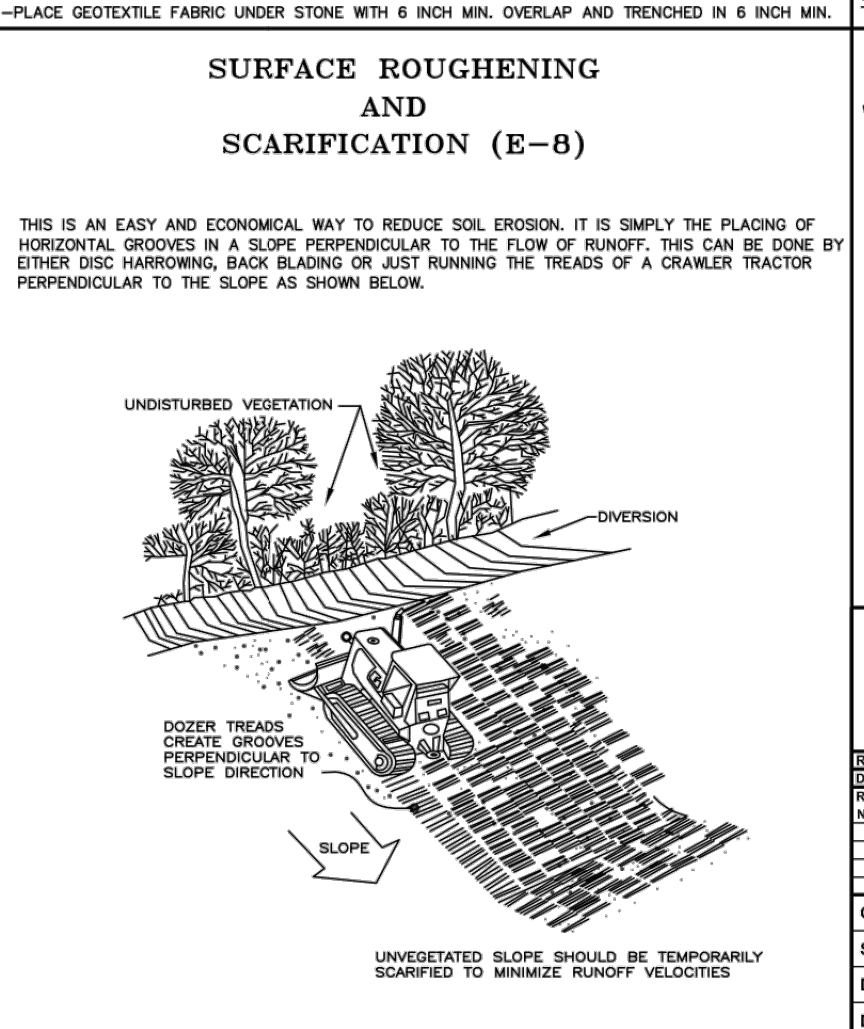 -PLACE GEOTEXTILE FABRIC UNDER STONE WITH 6 INCH MIN. OVERLAP AND TRENCHED IN 6 INCH MIN.
SURFACE ROUGHENING
AND
SCARIFICATION (E-8)
THIS IS AN EASY AND ECONOMICAL WAY TO REDUCE SOIL EROSION. IT IS SIMPLY THE PLACING OF
HORIZONTAL GROOVES IN A SLOPE PERPENDICULAR TO THE FLOW OF RUNOFF. THIS CAN BE DONE BY
EITHER DISC HARROWING, BACK BLADING OR JUST RUNNING THE TREADS OF A CRAWLER TRACTOR
PERPENDICULAR TO THE SLOPE AS SHOWN BELOW.
UNDISTURBED VEGETATION
DIVERSION
DOZER TREADS
CREATE GROOVES
PERPENDICULAR TO
SLOPE DIRECTION
SLOPE
UNVEGETATED SLOPE SHOULD BE TEMPORARILY
SCARIFIED TO MINIMIZE RUNOFF VELOCITIES